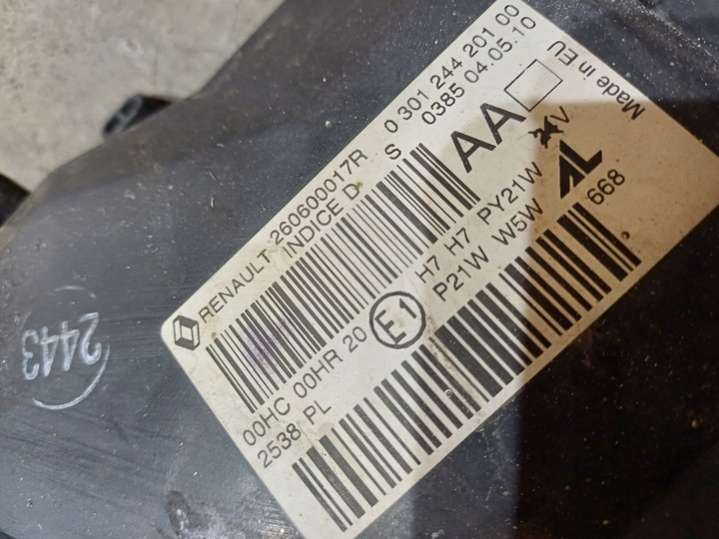 RENAULT 260600017R 0 301 244 201 00
INDICE D S 0385 04.05.10
AA
Made in EU
00HC 00HR 20 E1 H7 H7 PY21W V
2538 PL P21W W5W AL
668
2443